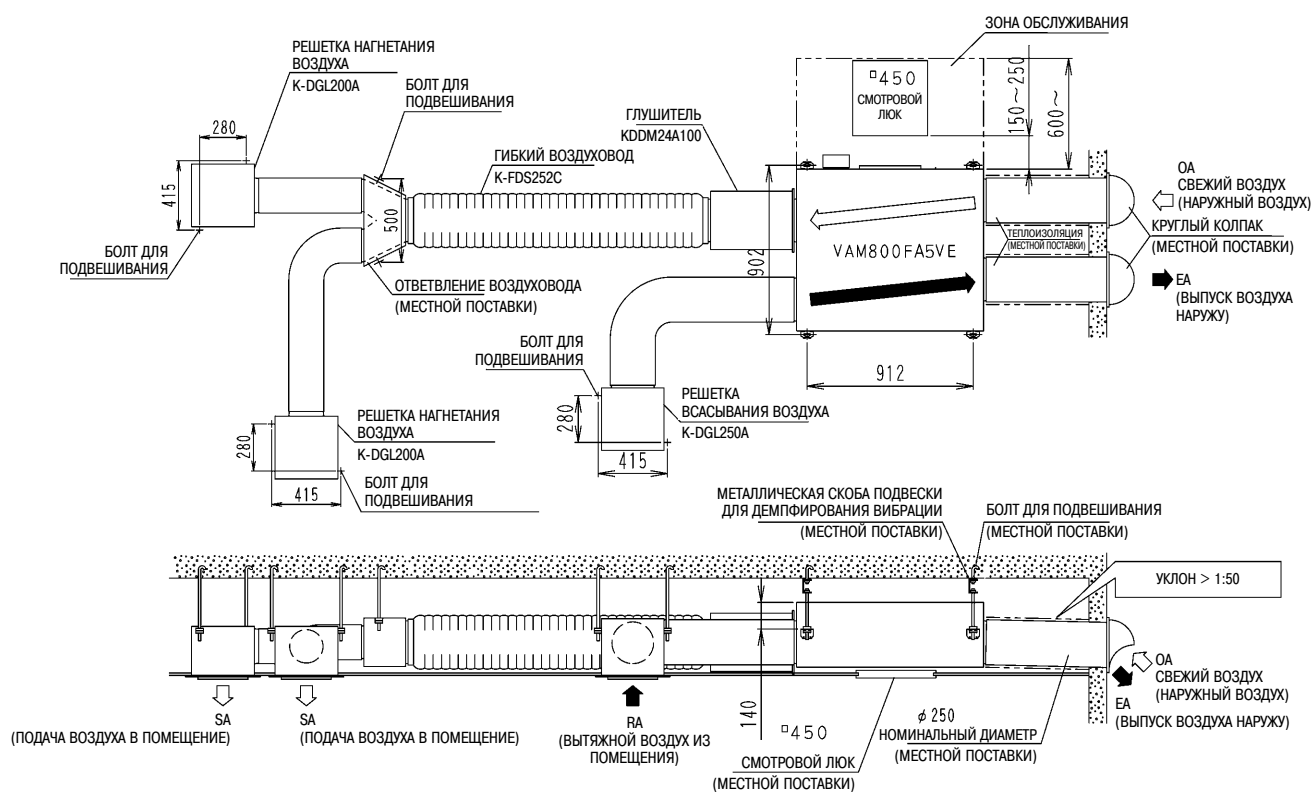 ЗОНА ОБСЛУЖИВАНИЯ
РЕШЕТКА НАГНЕТАНИЯ
ВОЗДУХА
K-DGL200A
БОЛТ ДЛЯ
ПОДВЕШИВАНИЯ
280
415
БОЛТ ДЛЯ
ПОДВЕШИВАНИЯ
ГИБКИЙ ВОЗДУХОВОД
K-FDS252C
ГЛУШИТЕЛЬ
KDDM24A100
□450
СМОТРОВОЙ
ЛЮК
150~250
600~
500
902
VAM800FA5VE
ТЕПЛОИЗОЛЯЦИЯ
(МЕСТНОЙ ПОСТАВКИ)
OA
СВЕЖИЙ ВОЗДУХ
(НАРУЖНЫЙ ВОЗДУХ)
КРУГЛЫЙ КОЛПАК
(МЕСТНОЙ ПОСТАВКИ)
EA
(ВЫПУСК ВОЗДУХА
НАРУЖУ)
ОТВЕТВЛЕНИЕ ВОЗДУХОВОДА
(МЕСТНОЙ ПОСТАВКИ)
БОЛТ ДЛЯ
ПОДВЕШИВАНИЯ
912
РЕШЕТКА
ВСАСЫВАНИЯ ВОЗДУХА
K-DGL250A
280
415
РЕШЕТКА НАГНЕТАНИЯ
ВОЗДУХА
K-DGL200A
280
415
БОЛТ ДЛЯ
ПОДВЕШИВАНИЯ
МЕТАЛЛИЧЕСКАЯ СКОБА ПОДВЕСКИ
ДЛЯ ДЕМПФИРОВАНИЯ ВИБРАЦИИ
(МЕСТНОЙ ПОСТАВКИ)
БОЛТ ДЛЯ ПОДВЕШИВАНИЯ
(МЕСТНОЙ ПОСТАВКИ)
УКЛОН > 1:50
SA
(ПОДАЧА ВОЗДУХА В ПОМЕЩЕНИЕ)
SA
(ПОДАЧА ВОЗДУХА В ПОМЕЩЕНИЕ)
RA
(ВЫТЯЖНОЙ ВОЗДУХ ИЗ
ПОМЕЩЕНИЯ)
140
□450
СМОТРОВОЙ ЛЮК
(МЕСТНОЙ ПОСТАВКИ)
ϕ250
НОМИНАЛЬНЫЙ ДИАМЕТР
(МЕСТНОЙ ПОСТАВКИ)
OA
СВЕЖИЙ ВОЗДУХ
(НАРУЖНЫЙ ВОЗДУХ)
EA
(ВЫПУСК ВОЗДУХА НАРУЖУ)